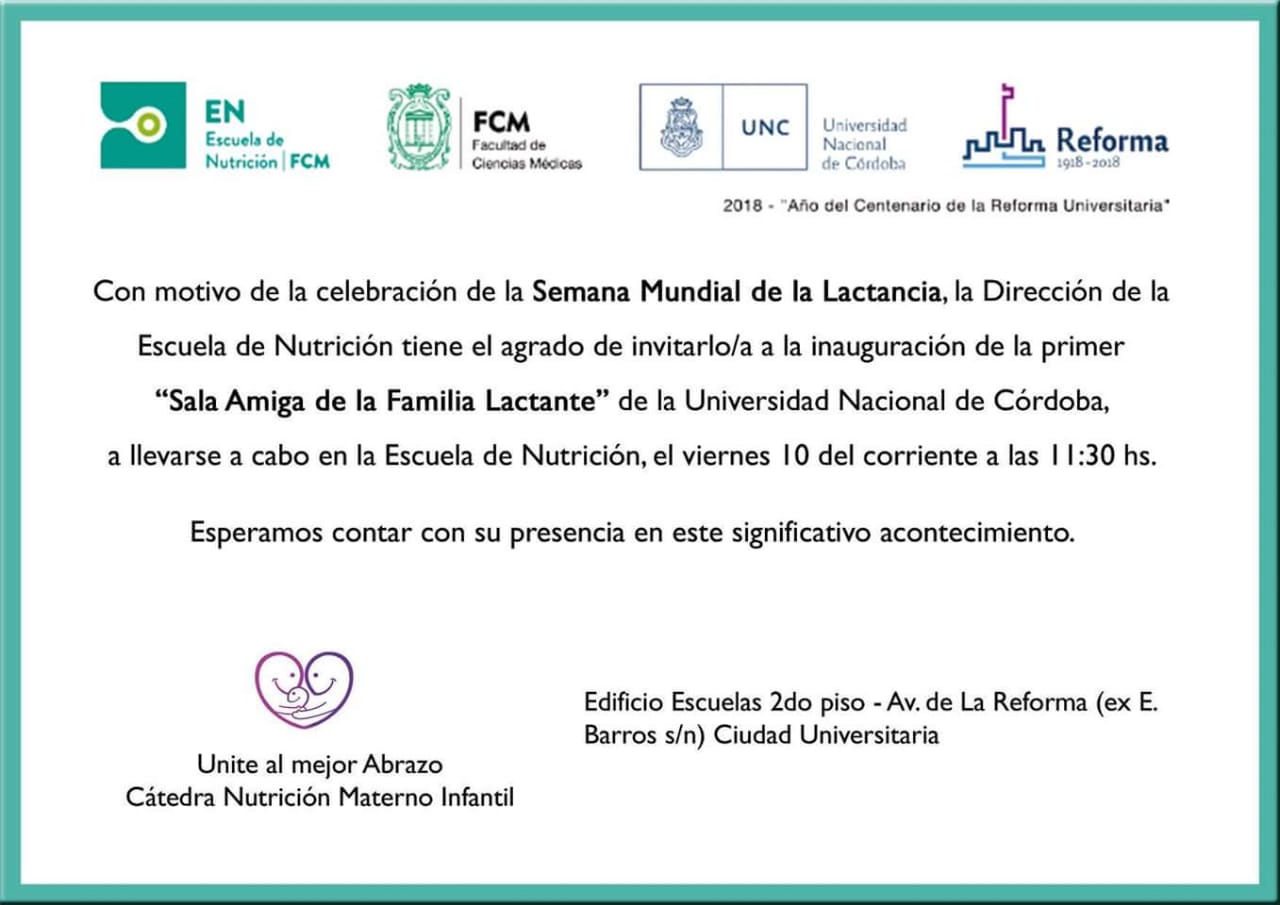 EN
Escuela de
Nutrición | FCM
FCM
Facultad de
Ciencias Médicas
UNC
Universidad
Nacional
de Córdoba
Reforma
1918-2018
2018 - "Año del Centenario de la Reforma Universitaria"
Con motivo de la celebración de la Semana Mundial de la Lactancia, la Dirección de la
Escuela de Nutrición tiene el agrado de invitarlo/a a la inauguración de la primer
“Sala Amiga de la Familia Lactante” de la Universidad Nacional de Córdoba,
a llevarse a cabo en la Escuela de Nutrición, el viernes 10 del corriente a las 11:30 hs.
Esperamos contar con su presencia en este significativo acontecimiento.
Unite al mejor Abrazo
Cátedra Nutrición Materno Infantil
Edificio Escuelas 2do piso - Av. de La Reforma (ex E.
Barros s/n) Ciudad Universitaria